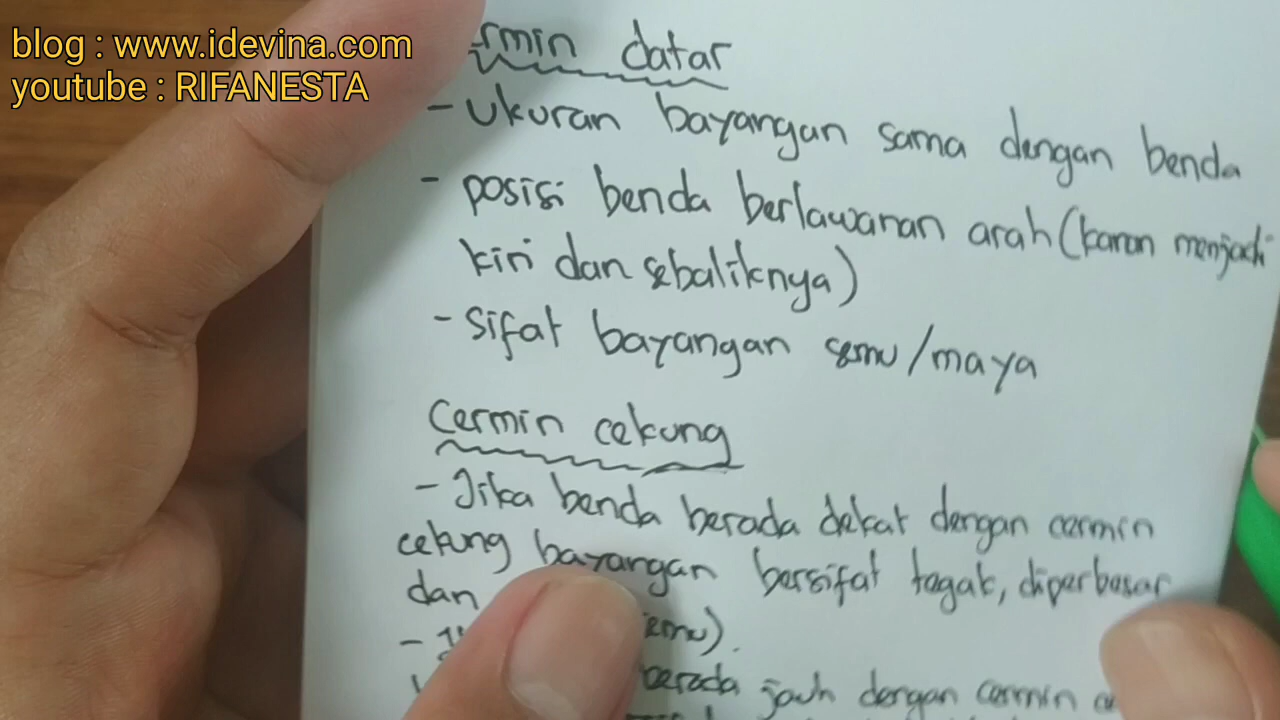 blog : www.idevina.com
youtube : RIFANESTA
rmin datar
- Ukuran bayangan sama dengan benda
- posisi benda berlawanan arah (kanan menjadi
kiri dan sebaliknya)
- Sifat bayangan semu/maya
Cermin cekung
- Jika benda berada dekat dengan cermin
cekung bayangan bersifat tegak, diperbesar
dan semu).
- berada jauh dengan cermin